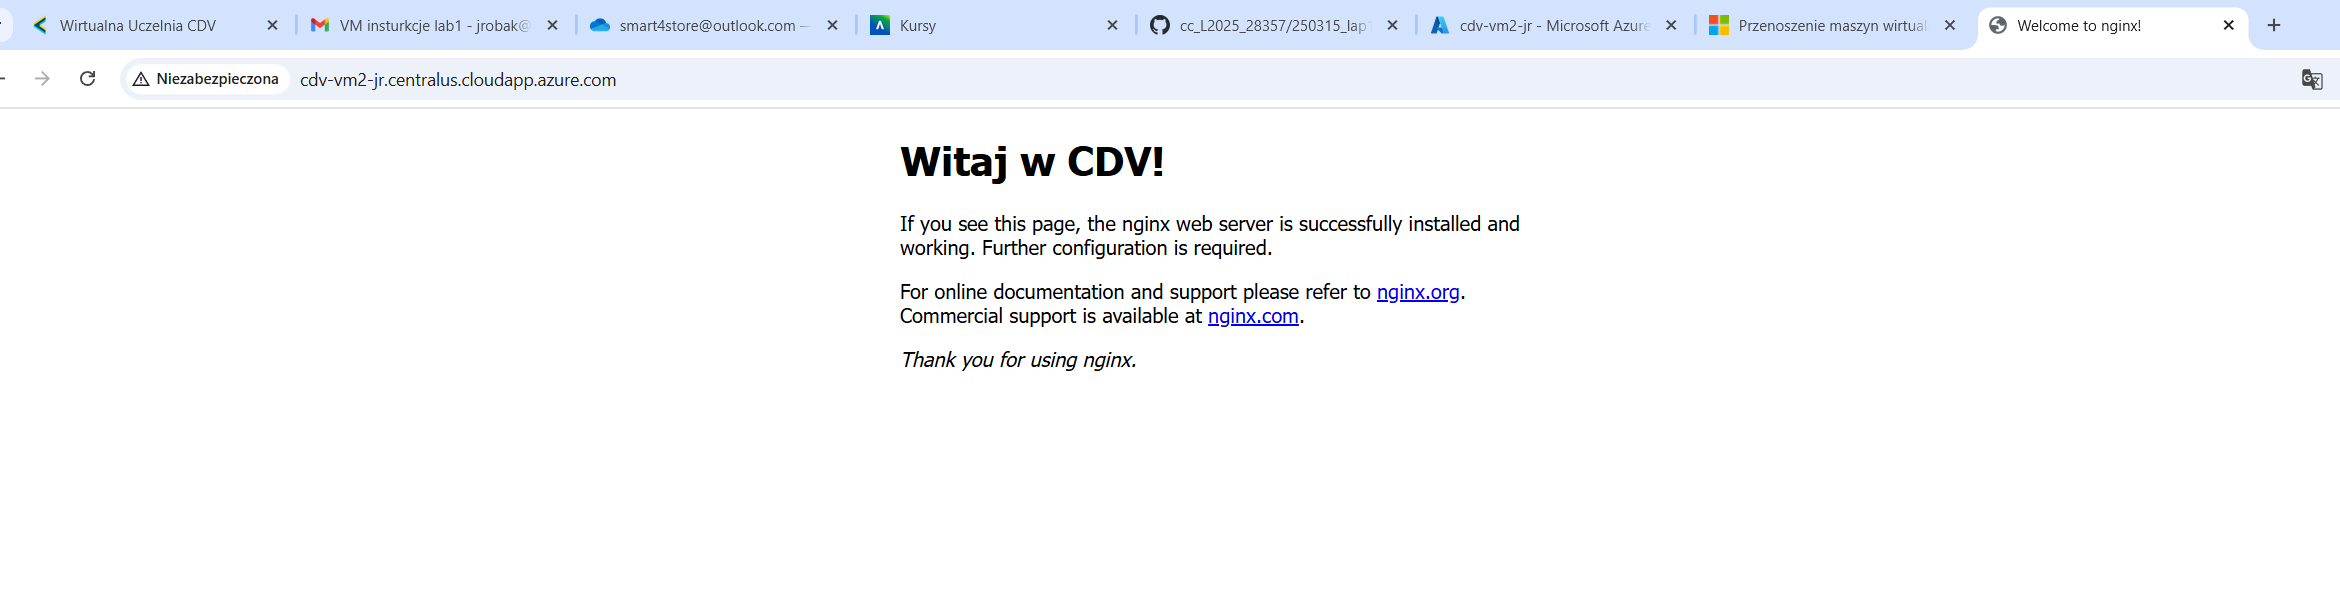 Wirtualna Uczelnia CDV
VM insturkcje lab1 - jrobak@
smart4store@outlook.com –
Kursy
cc_L2025_28357/250315_lap
cdv-vm2-jr - Microsoft Azure
Przenoszenie maszyn wirtual
Welcome to nginx!
Niezabezpieczona
cdv-vm2-jr.centralus.cloudapp.azure.com
Witaj w CDV!
If you see this page, the nginx web server is successfully installed and
working. Further configuration is required.
For online documentation and support please refer to nginx.org.
Commercial support is available at nginx.com.
Thank you for using nginx.